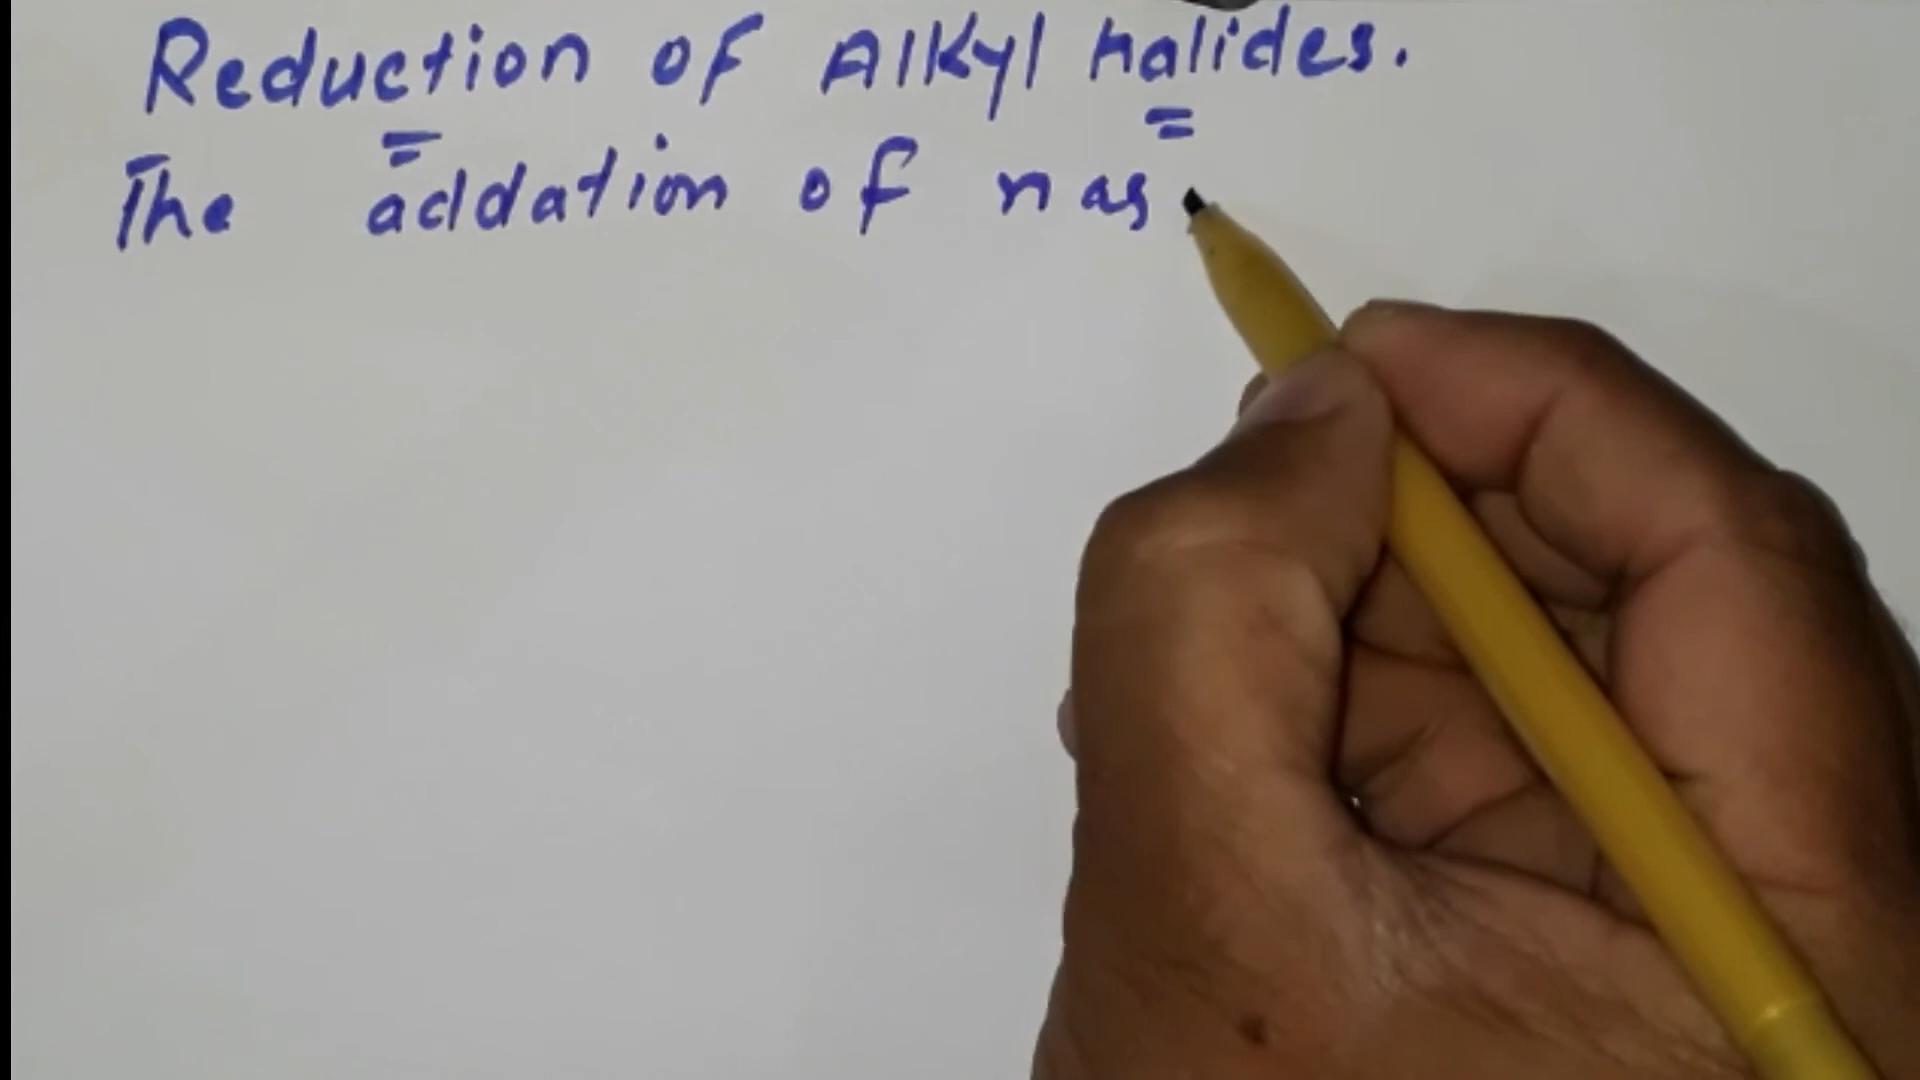 Reduction of Alkyl halides.
The addation of nas